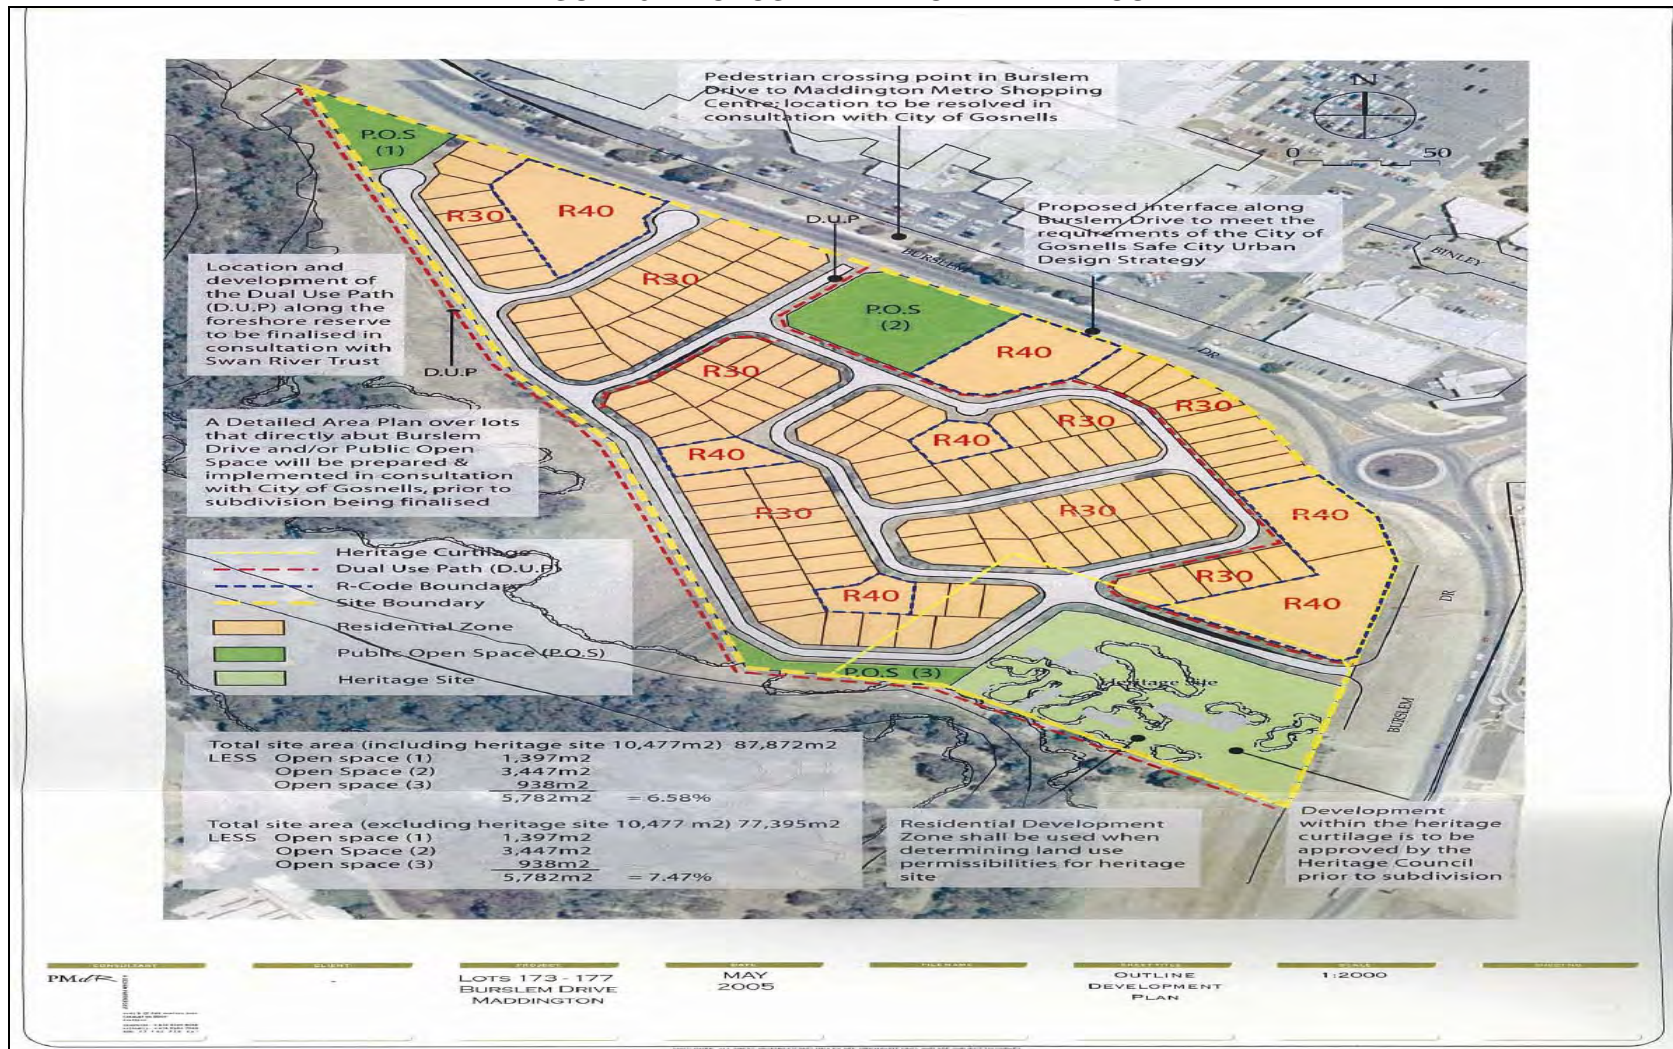 Pedestrian crossing point in Burslem
Drive to Maddington Metro Shopping
Centre; location to be resolved in
consultation with City of Gosnells
N
0 50
P.O.S
(1)
R30
R40
D.U.P
Proposed interface along
Burslem Drive to meet the
requirements of the City of
Gosnells Safe City Urban
Design Strategy
BURSLEM
BINLEY
Location and
development of
the Dual Use Path
(D.U.P) along the
foreshore reserve
to be finalised in
consultation with
Swan River Trust
D.U.P
R30
P.O.S
(2)
R40
DR
R30
R30
R40
R30
R40
A Detailed Area Plan over lots
that directly abut Burslem
Drive and/or Public Open
Space will be prepared &
implemented in consultation
with City of Gosnells, prior to
subdivision being finalised
R30
R30
R40
R30
R40
R40
DR
BURSLEM
Heritage Curtilage
Dual Use Path (D.U.P)
R-Code Boundary
Site Boundary
Residential Zone
Public Open Space (P.O.S)
Heritage Site
P.O.S (3)
Heritage Site
Total site area (including heritage site 10,477m2) 87,872m2
LESS Open space (1) 1,397m2
Open Space (2) 3,447m2
Open space (3) 938m2
5,782m2 = 6.58%
Total site area (excluding heritage site 10,477 m2) 77,395m2
LESS Open space (1) 1,397m2
Open Space (2) 3,447m2
Open space (3) 938m2
5,782m2 = 7.47%
Residential Development
Zone shall be used when
determining land use
permissibilities for heritage
site
Development
within the heritage
curtilage is to be
approved by the
Heritage Council
prior to subdivision
CONSULTANT
CLIENT
PROJECT
DATE
FILE NAME
SHEET TITLE
SCALE
PMdR
-
LOTS 173 - 177
BURSLEM DRIVE
MADDINGTON
MAY
2005
OUTLINE
DEVELOPMENT
PLAN
1:2000